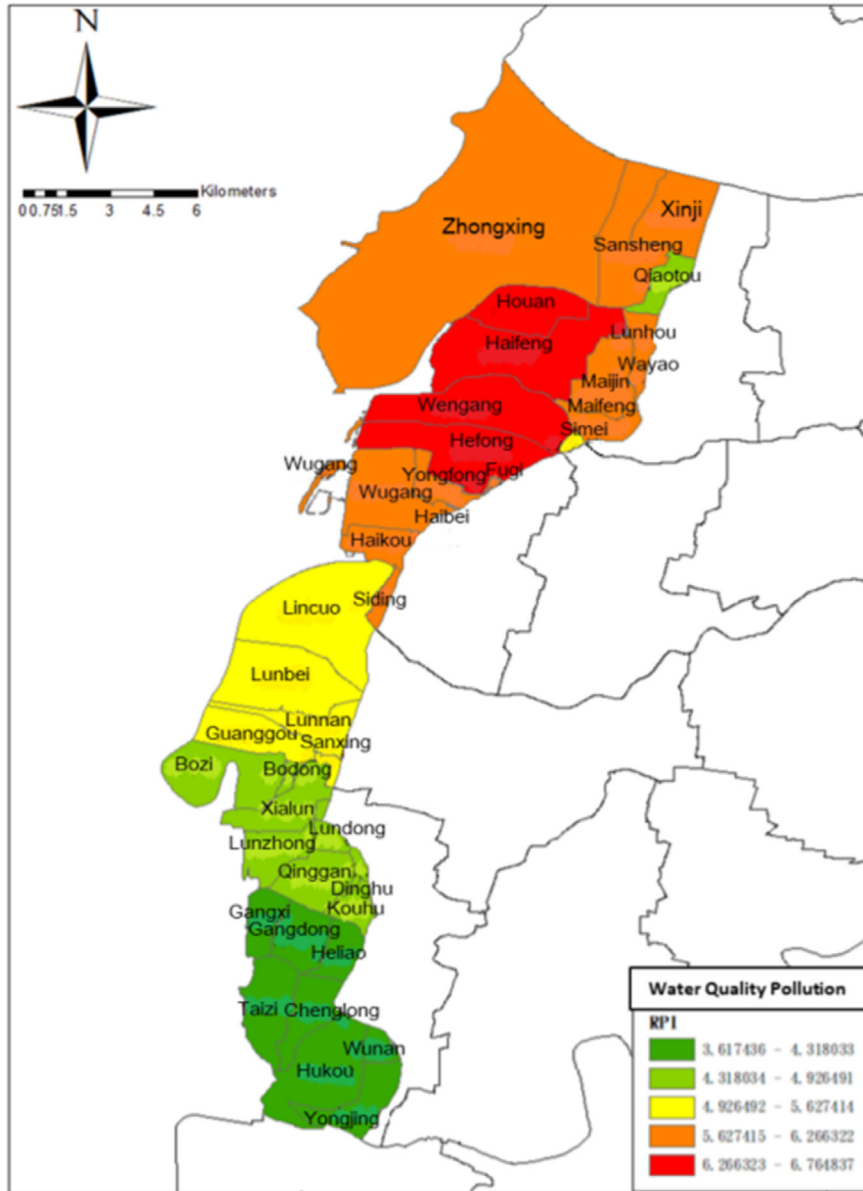 N
Kilometers
0 0.75 1.5 3 4.5 6
Xinji
Zhongxing
Sansheng
Qiaotou
Houan
Lunhou
Haifeng
Wayao
Maijin
Wengang
Maifeng
Simei
Hefong
Wugang
Yongfong
Fugi
Wugang
Haibei
Haikou
Siding
Lincuo
Lunbei
Lunnan
Guanggou
Sanxing
Bozi
Bodong
Xialun
Lundong
Lunzhong
Qinggan
Dinghu
Kouhu
Gangxi
Gangdong
Heliao
Taizi
Chenglong
Wunan
Hukou
Yongjing
Water Quality Pollution
RPI
3.617436 - 4.318033
4.318034 - 4.926491
4.926492 - 5.627414
5.627415 - 6.266322
6.266323 - 6.764837